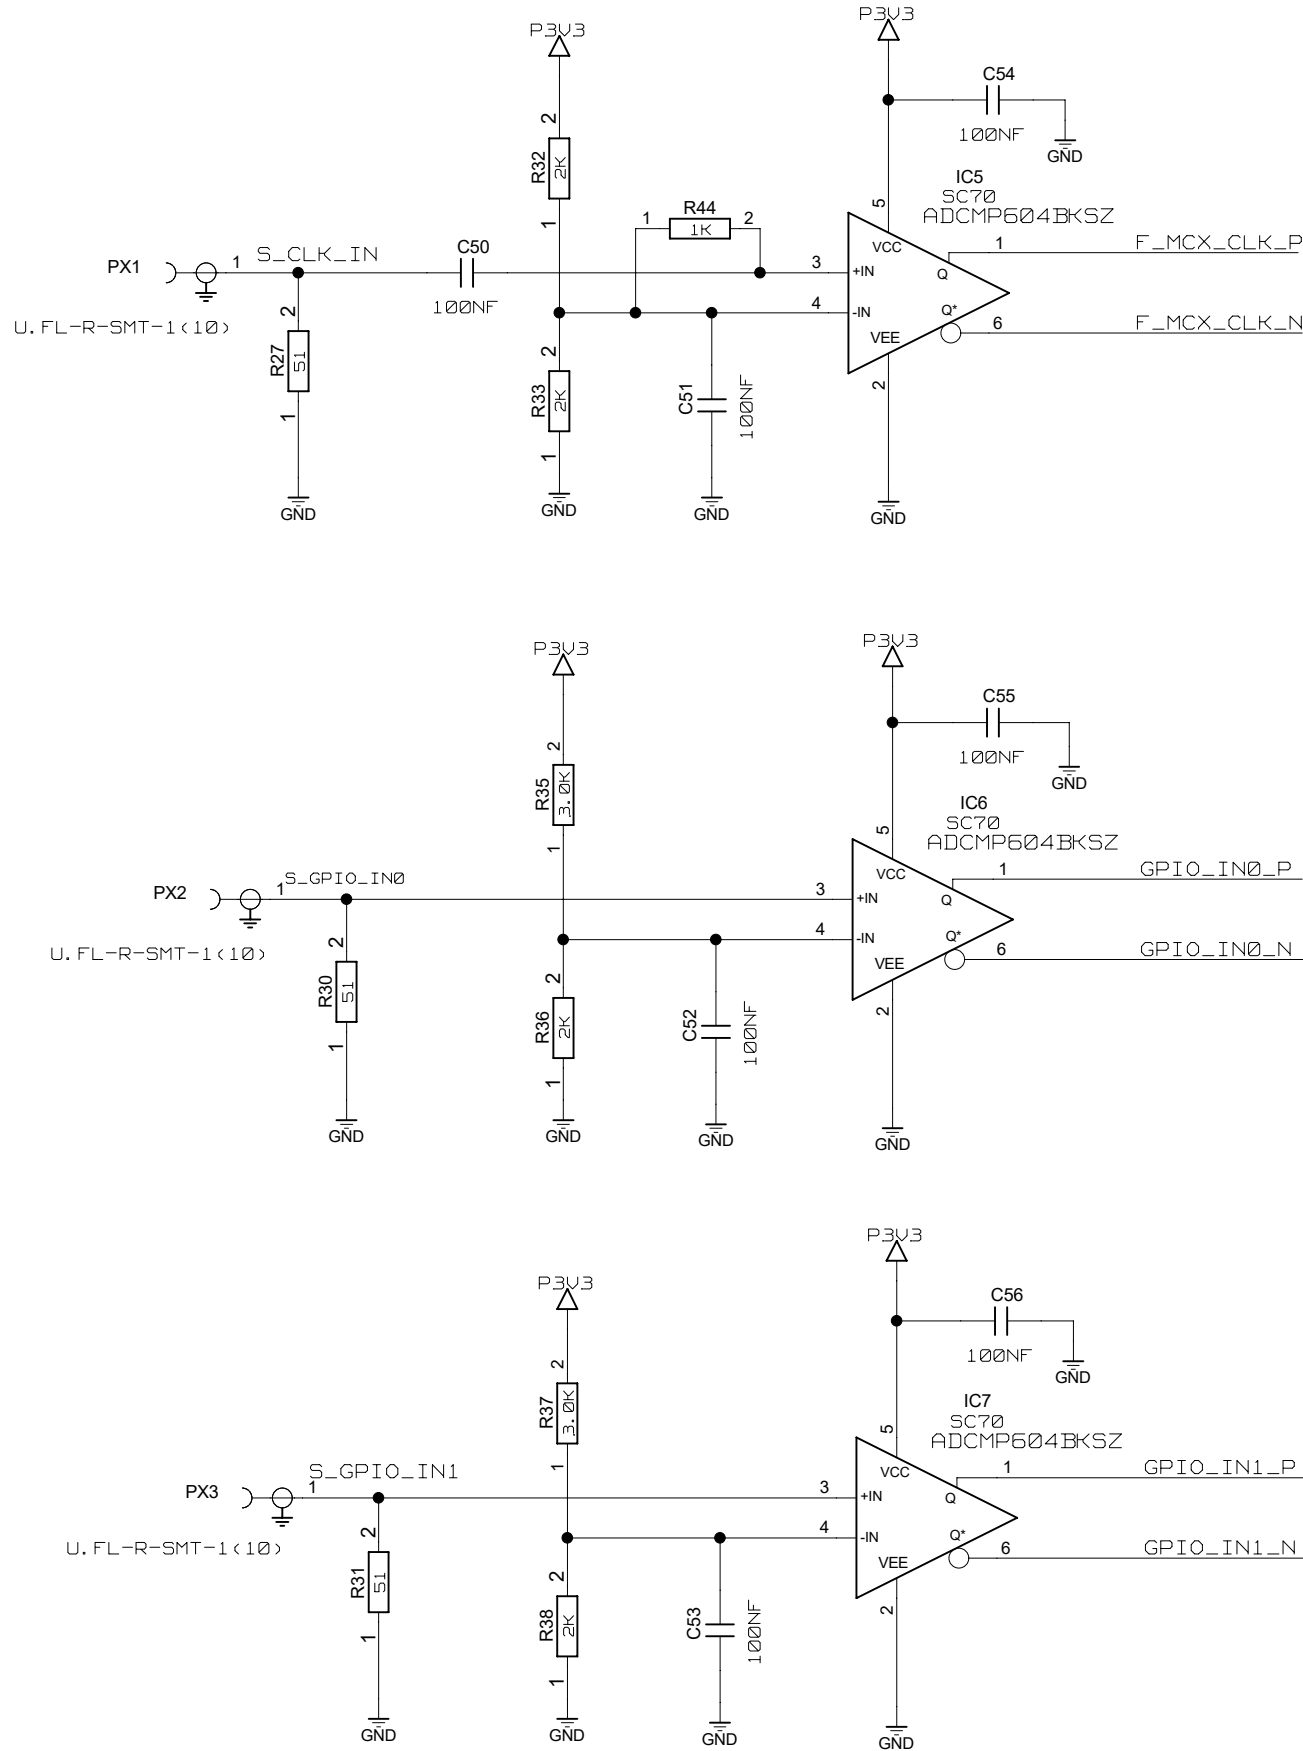 P3V3
P3V3
C54
100NF
GND
2
R32
2K
1
IC5
SC70
ADCMP604BKSZ
5
VCC
1
R44
2
1K
PX1
1
S_CLK_IN
C50
100NF
3
+IN
Q
1
F_MCX_CLK_P
U.FL-R-SMT-1(10)
4
-IN
Q*
6
F_MCX_CLK_N
VEE
2
2
R27
51
1
GND
2
R33
2K
1
GND
C51
100NF
GND
GND
P3V3
P3V3
C55
100NF
GND
2
R35
3.0K
1
IC6
SC70
ADCMP604BKSZ
5
VCC
PX2
1
S_GPIO_IN0
3
+IN
Q
1
GPIO_IN0_P
U.FL-R-SMT-1(10)
4
-IN
Q*
6
GPIO_IN0_N
VEE
2
2
R30
51
1
GND
2
R36
2K
1
GND
C52
100NF
GND
GND
P3V3
P3V3
C56
100NF
GND
2
R37
3.0K
1
IC7
SC70
ADCMP604BKSZ
5
VCC
PX3
1
S_GPIO_IN1
3
+IN
Q
1
GPIO_IN1_P
U.FL-R-SMT-1(10)
4
-IN
Q*
6
GPIO_IN1_N
VEE
2
2
R31
51
1
GND
2
R38
2K
1
GND
C53
100NF
GND
GND